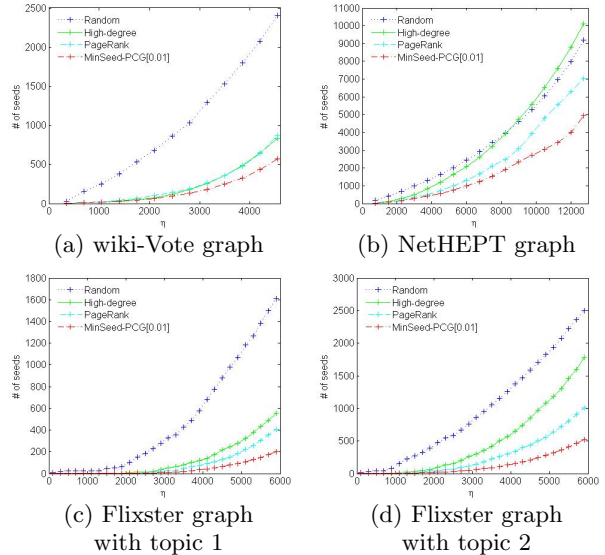 2500
2000
1500
1000
500
0
# of seeds
Random
High-degree
PageRank
MinSeed-PCG[0.01]
0 1000 2000 3000 4000
η
(a) wiki-Vote graph
11000
10000
9000
8000
7000
6000
5000
4000
3000
2000
1000
0
# of seeds
Random
High-degree
PageRank
MinSeed-PCG[0.01]
0 2000 4000 6000 8000 10000 12000
η
(b) NetHEPT graph
1800
1600
1400
1200
1000
800
600
400
200
0
# of seeds
Random
High-degree
PageRank
MinSeed-PCG[0.01]
0 1000 2000 3000 4000 5000 6000
η
(c) Flixster graph
with topic 1
3000
2500
2000
1500
1000
500
0
# of seeds
Random
High-degree
PageRank
MinSeed-PCG[0.01]
0 1000 2000 3000 4000 5000 6000
η
(d) Flixster graph
with topic 2